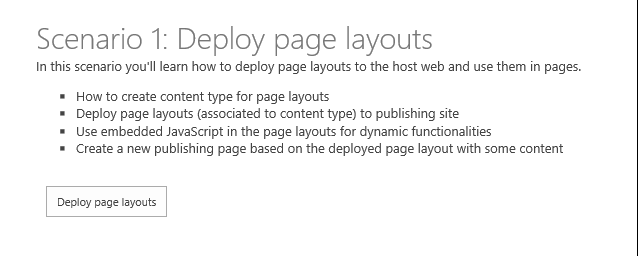 Scenario 1: Deploy page layouts
In this scenario you'll learn how to deploy page layouts to the host web and use them in pages.
How to create content type for page layouts
Deploy page layouts (associated to content type) to publishing site
Use embedded JavaScript in the page layouts for dynamic functionalities
Create a new publishing page based on the deployed page layout with some content
Deploy page layouts